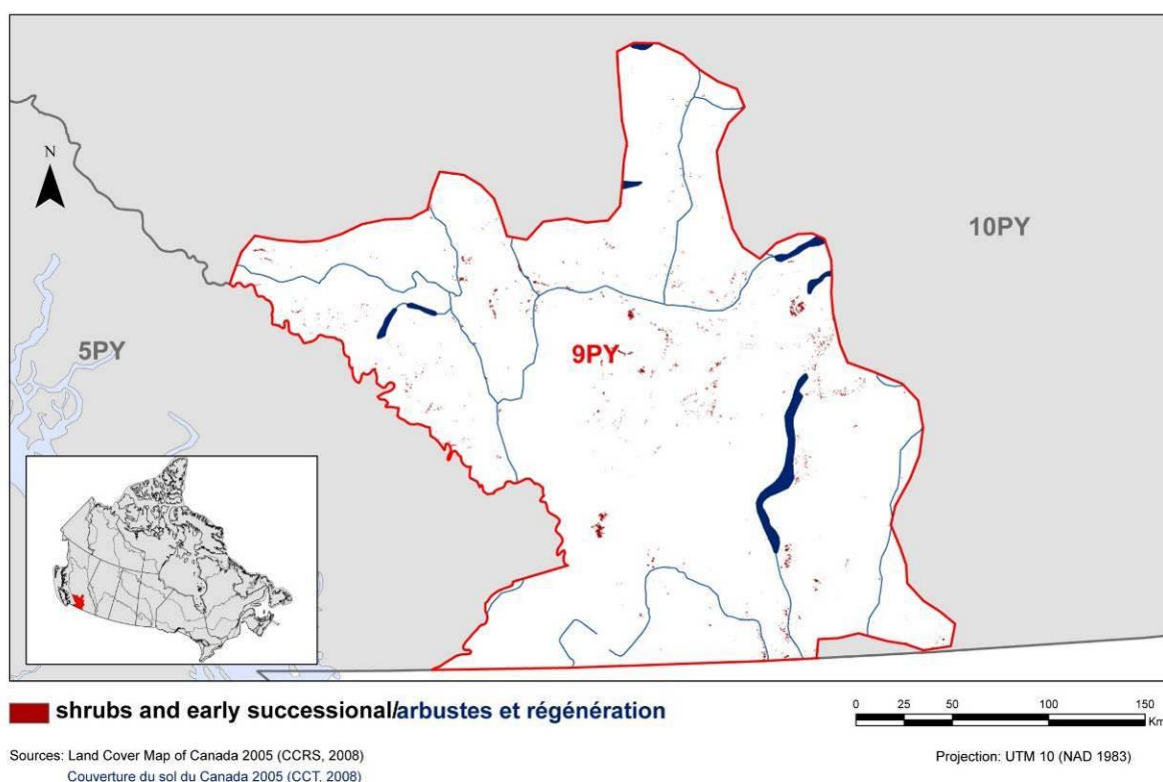 N
10PY
5PY
9PY
shrubs and early successional/arbustes et régénération
0 25 50 100 150
Km
Sources: Land Cover Map of Canada 2005 (CCRS, 2008)
Couverture du sol du Canada 2005 (CCT, 2008)
Projection: UTM 10 (NAD 1983)